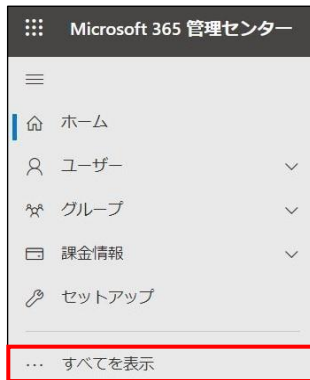 Microsoft 365 管理センター
ホーム
ユーザー
グループ
課金情報
セットアップ
… すべてを表示